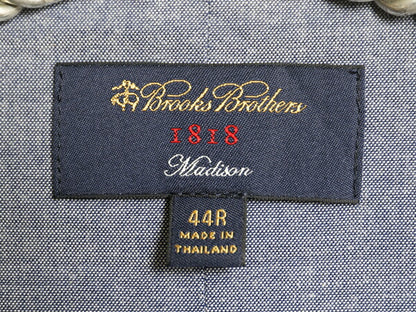 Brooks Brothers
1818
Madison
44R
MADE IN
THAILAND